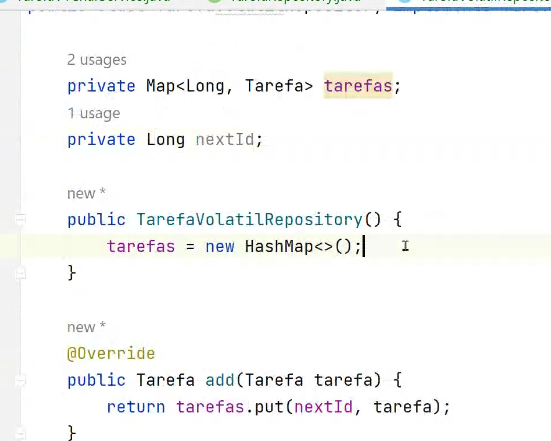 2 usages
private Map<Long, Tarefa> tarefas;
1 usage
private Long nextId;
new *
public TarefaVolatilRepository() {
tarefas = new HashMap<>();
}
new *
@Override
public Tarefa add(Tarefa tarefa) {
return tarefas.put(nextId, tarefa);
}